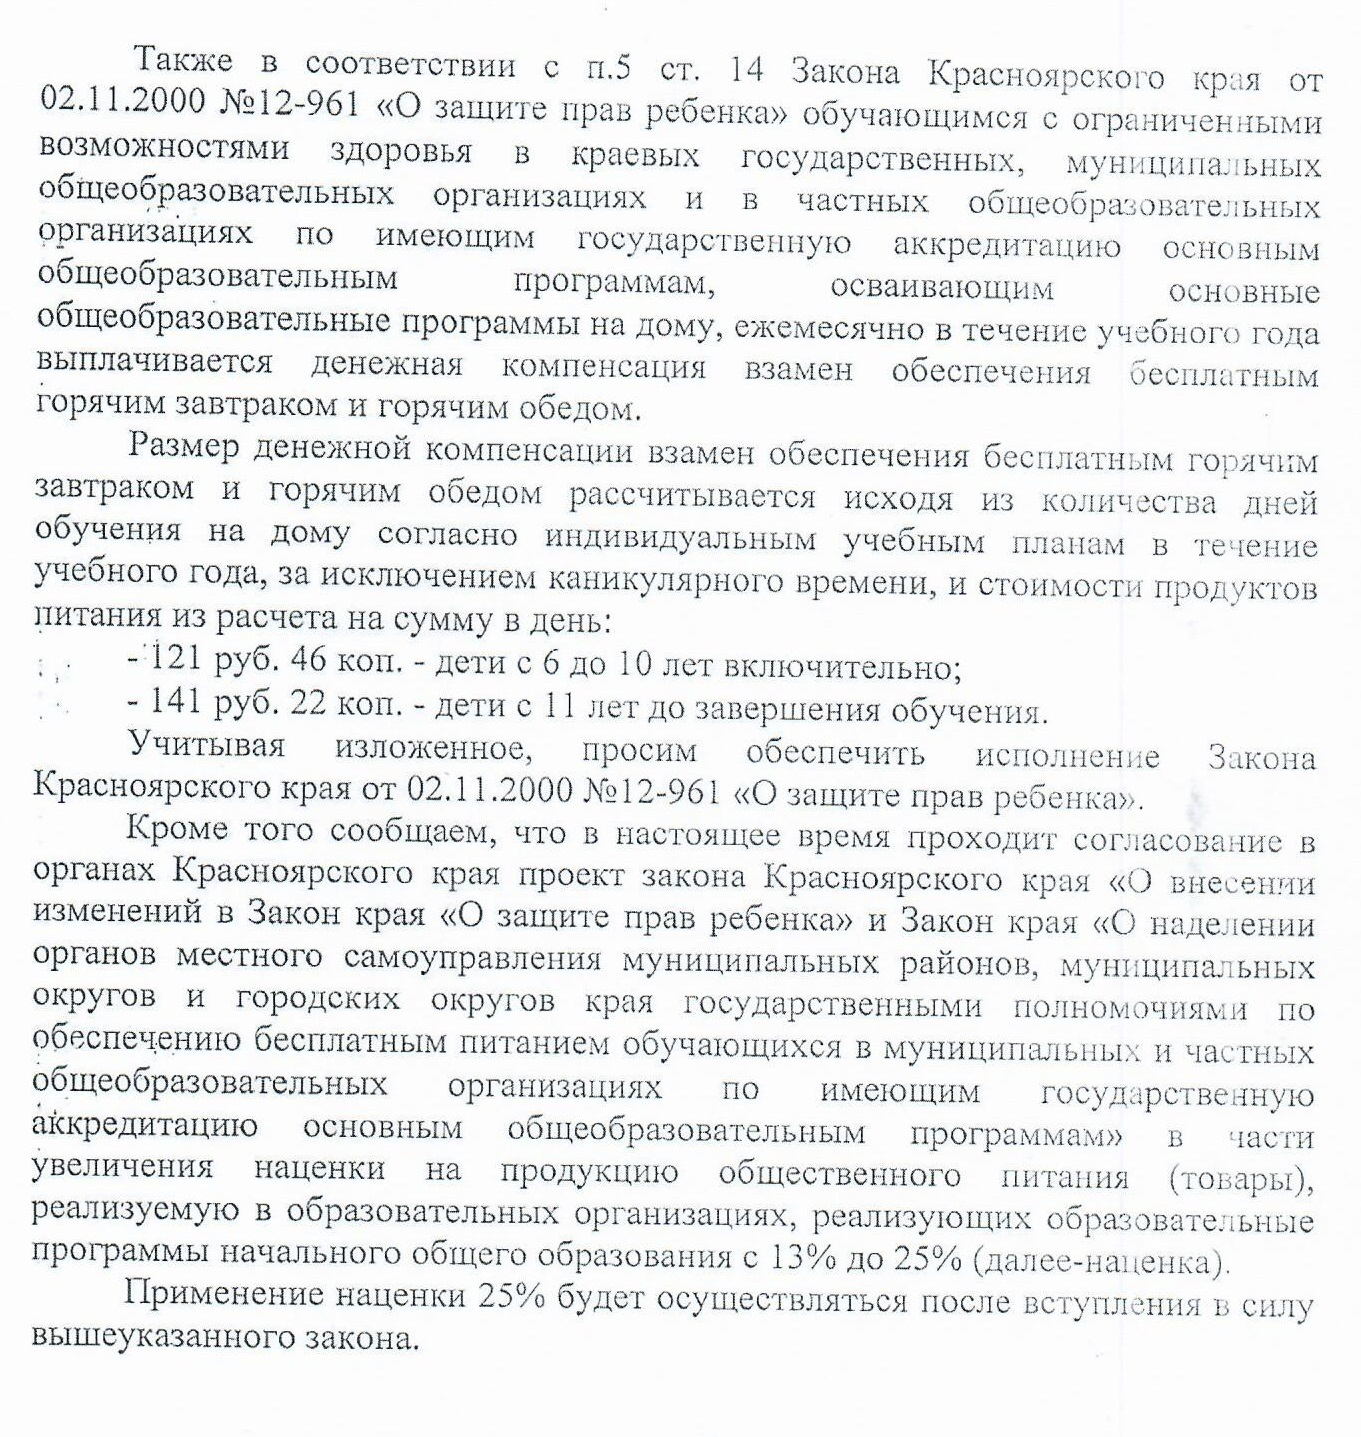 Также в соответствии с п.5 ст. 14 Закона Красноярского края от
02.11.2000 №12-961 «О защите прав ребенка» обучающимся с ограниченными
возможностями здоровья в краевых государственных, муниципальных
общеобразовательных организациях и в частных общеобразовательных
организациях по имеющим государственную аккредитацию основным
общеобразовательным программам, осваивающим основные
общеобразовательные программы на дому, ежемесячно в течение учебного года
выплачивается денежная компенсация взамен обеспечения бесплатным
горячим завтраком и горячим обедом.
Размер денежной компенсации взамен обеспечения бесплатным горячим
завтраком и горячим обедом рассчитывается исходя из количества дней
обучения на дому согласно индивидуальным учебным планам в течение
учебного года, за исключением каникулярного времени, и стоимости продуктов
питания из расчета на сумму в день:
- 121 руб. 46 коп. - дети с 6 до 10 лет включительно;
- 141 руб. 22 коп. - дети с 11 лет до завершения обучения.
Учитывая изложенное, просим обеспечить исполнение Закона
Красноярского края от 02.11.2000 №12-961 «О защите прав ребенка».
Кроме того сообщаем, что в настоящее время проходит согласование в
органах Красноярского края проект закона Красноярского края «О внесении
изменений в Закон края «О защите прав ребенка» и Закон края «О наделении
органов местного самоуправления муниципальных районов, муниципальных
округов и городских округов края государственными полномочиями по
обеспечению бесплатным питанием обучающихся в муниципальных и частных
общеобразовательных организациях по имеющим государственную
аккредитацию основным общеобразовательным программам» в части
увеличения наценки на продукцию общественного питания (товары),
реализуемую в образовательных организациях, реализующих образовательные
программы начального общего образования с 13% до 25% (далее-наценка).
Применение наценки 25% будет осуществляться после вступления в силу
вышеуказанного закона.